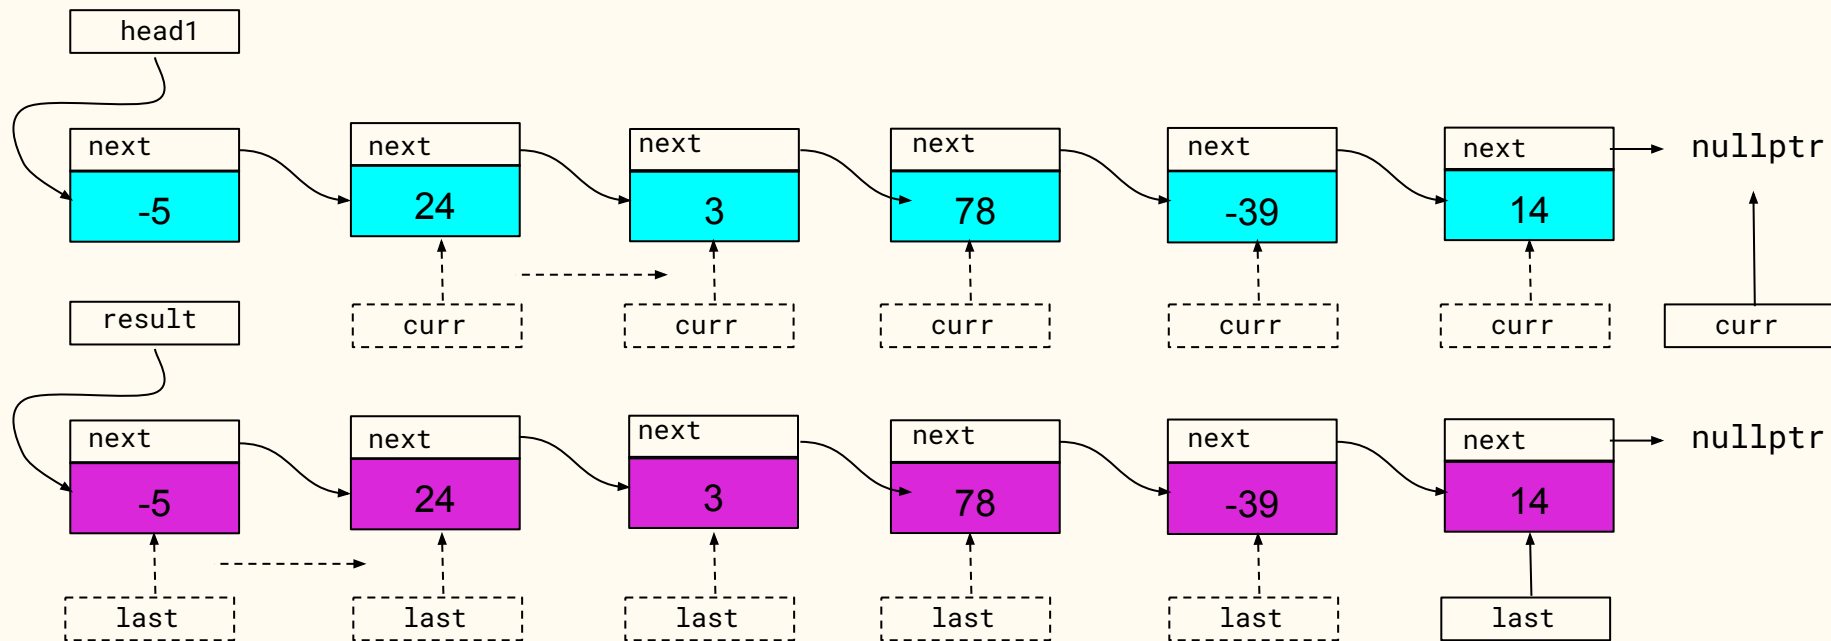 head1
next next next next next next nullptr
-5 24 3 78 -39 14
result curr curr curr curr curr curr
next next next next next next nullptr
-5 24 3 78 -39 14
last last last last last last